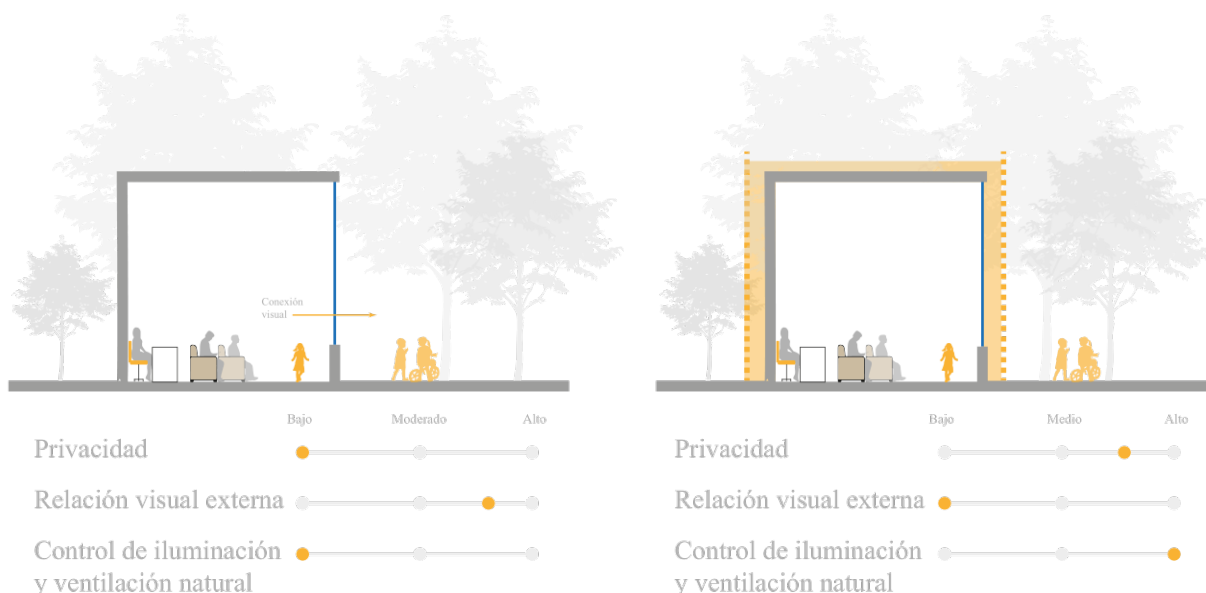 Conexión
visual
Bajo Moderado Alto
Privacidad
Relación visual externa
Control de iluminación
y ventilación natural
Bajo Medio Alto
Privacidad
Relación visual externa
Control de iluminación
y ventilación natural